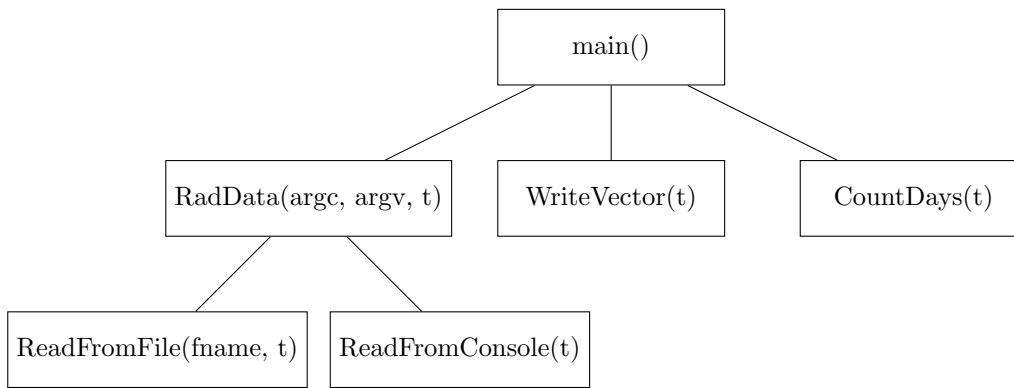 main()
RadData(argc, argv, t)
WriteVector(t)
CountDays(t)
ReadFromFile(fname, t)
ReadFromConsole(t)